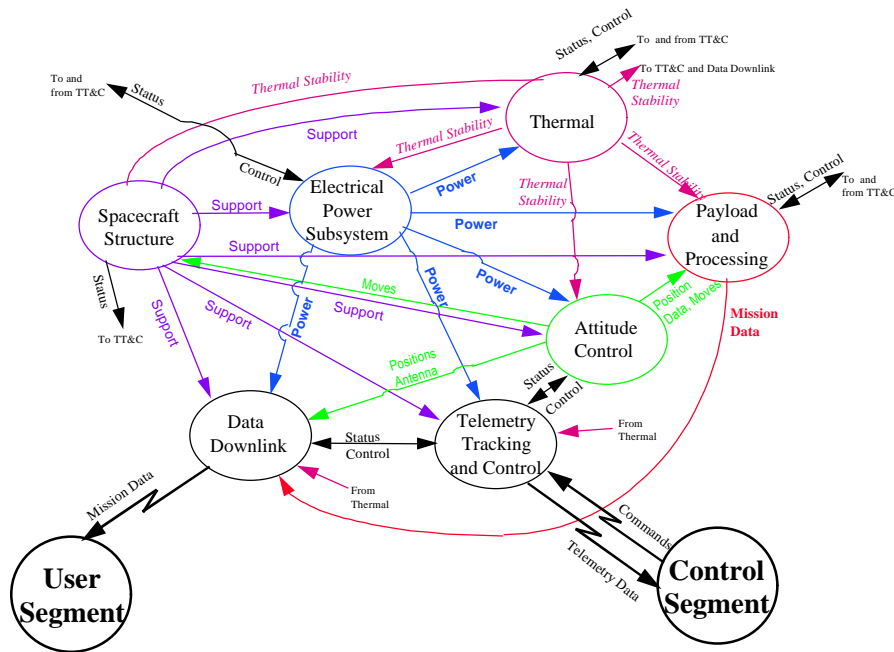 Status, Control
To and from TT&C
To TT&C and Data Downlink
Thermal
Stability
Thermal Stability
To and
from TT&C
Status
Control
Support
Thermal Stability
Thermal
Power
Thermal
Stability
Thermal Stability
Status, Control
To and
from TT&C
Electrical
Power
Subsystem
Spacecraft
Structure
Support
Power
Payload
and
Processing
Support
Power
Status
To TT&C
Support
Moves
Support
Power
Power
Support
Position
Data, Moves
Mission
Data
Attitude
Control
Positions
Antenna
Status
Control
Data
Downlink
Status
Control
Telemetry
Tracking
and Control
From
Thermal
From
Thermal
Mission Data
Commands
Telemetry Data
User
Segment
Control
Segment